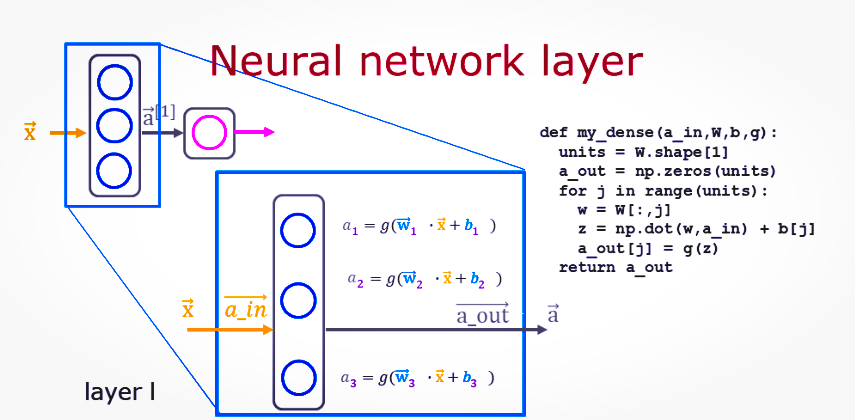 Neural network layer
x⃗
a⃗[1]
def my_dense(a_in,W,b,g):
  units = W.shape[1]
  a_out = np.zeros(units)
  for j in range(units):
    w = W[:,j]
    z = np.dot(w,a_in) + b[j]
    a_out[j] = g(z)
  return a_out
a₁ = g(w⃗₁ · x⃗ + b₁ )
a₂ = g(w⃗₂ · x⃗ + b₂ )
x⃗ a_in a_out a⃗
a₃ = g(w⃗₃ · x⃗ + b₃ )
layer l